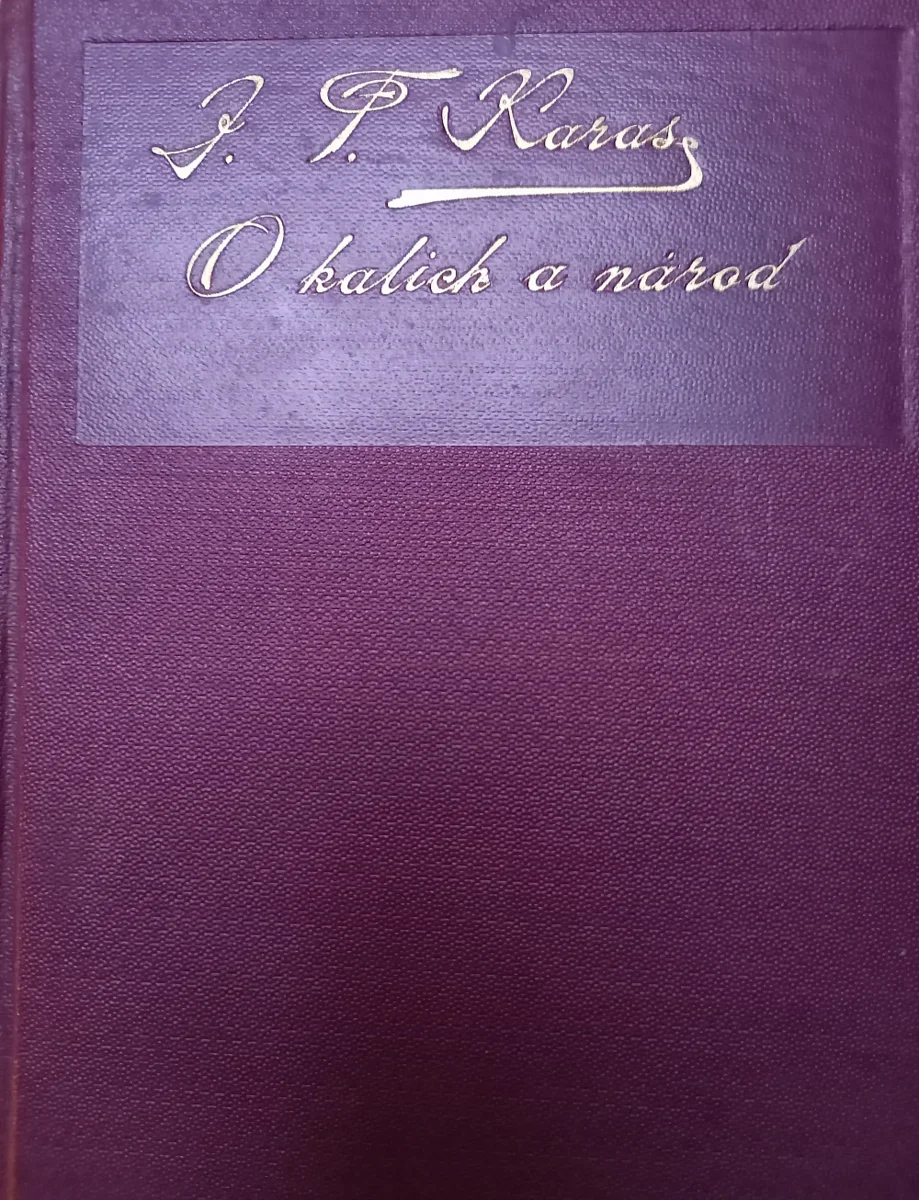 J. F. Karas
O kalich a národ